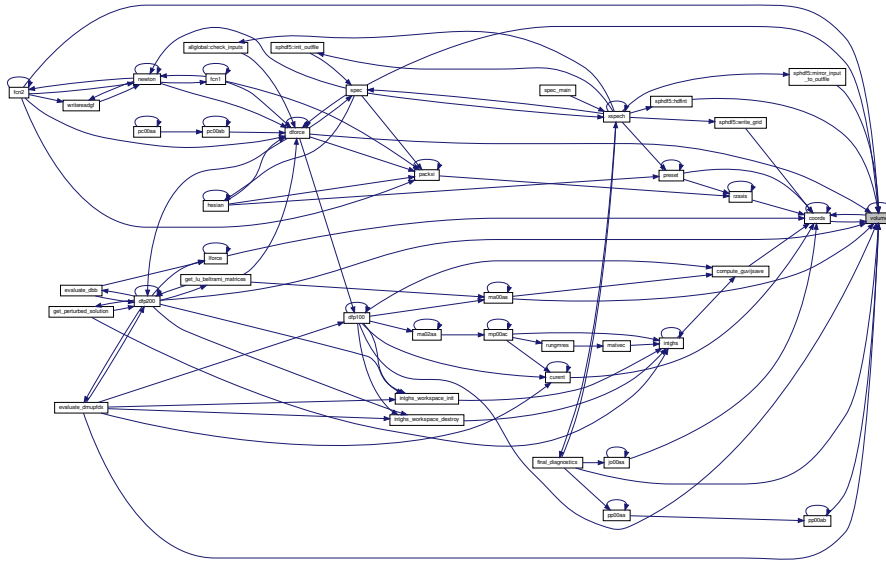 allglobal::check_inputs
sphdf5::init_outfile
fcn2
newton
fcn1
writereadgf
spec
spec_main
sphdf5::mirror_input
_to_outfile
xspech
sphdf5::hdfint
sphdf5::write_grid
pc00aa
pc00ab
dforce
packxi
preset
rzaxis
hesian
coords
volume
lforce
get_lu_beltrami_matrices
evaluate_dbb
dfp200
get_perturbed_solution
compute_guvijsave
ma00aa
dfp100
ma02aa
mp00ac
rungmres
matvec
intghs
curent
intghs_workspace_init
evaluate_dmupfdx
intghs_workspace_destroy
final_diagnostics
jo00aa
pp00aa
pp00ab